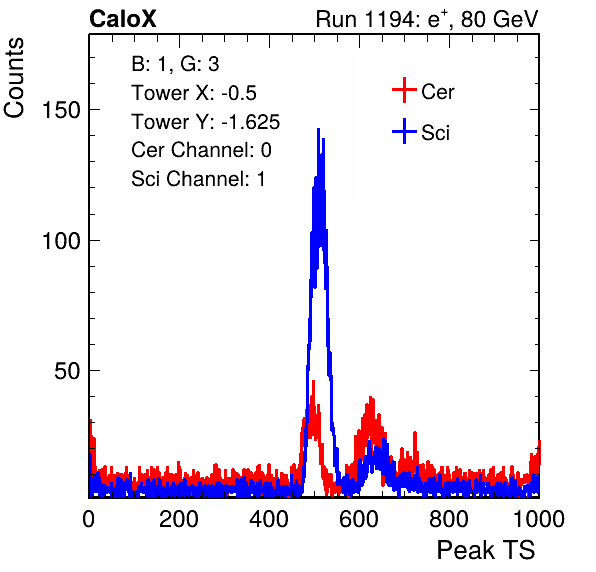 CaloX Run 1194: e⁺, 80 GeV
Counts
B: 1, G: 3
Tower X: -0.5
Tower Y: -1.625
Cer Channel: 0
Sci Channel: 1
Cer
Sci
150
100
50
0 200 400 600 800 1000
Peak TS